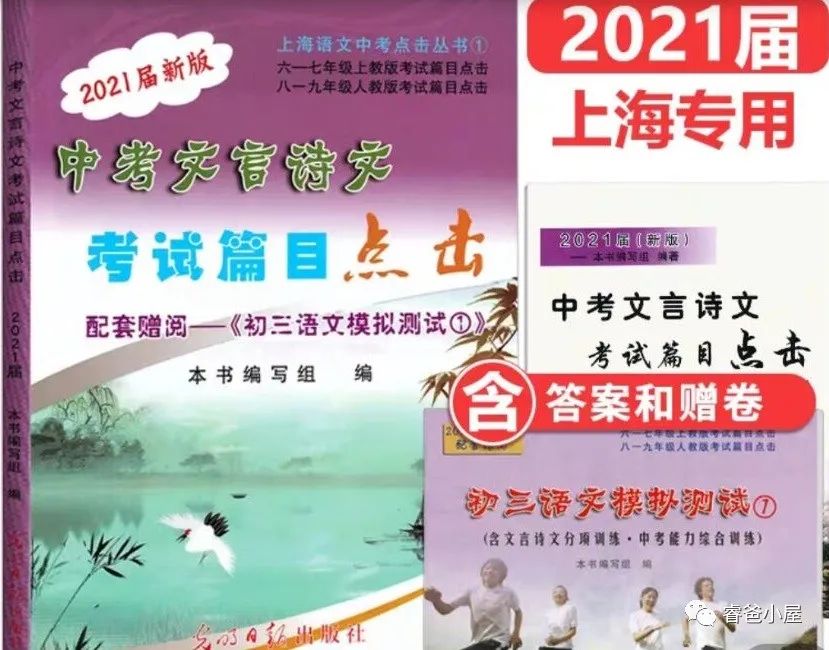 中考文言诗文考试篇目点击 2021届 本书编写组 编
2021届新版
上海语文中考点击丛书①
六一七年级上教版考试篇目点击
八一九年级人教版考试篇目点击
中考文言诗文
考试篇目点击
配套赠阅——《初三语文模拟测试①》
本书编写组 编
光明日报出版社
2021届
上海专用
2021届(新版)
——本书编写组 编著
中考文言诗文
考试篇目点击
含 答案和赠卷
六一七年级上教版考试篇目点击
八一九年级人教版考试篇目点击
初三语文模拟测试①
(含文言诗文分项训练·中考能力综合训练)
本书编写组 编
睿爸小屋